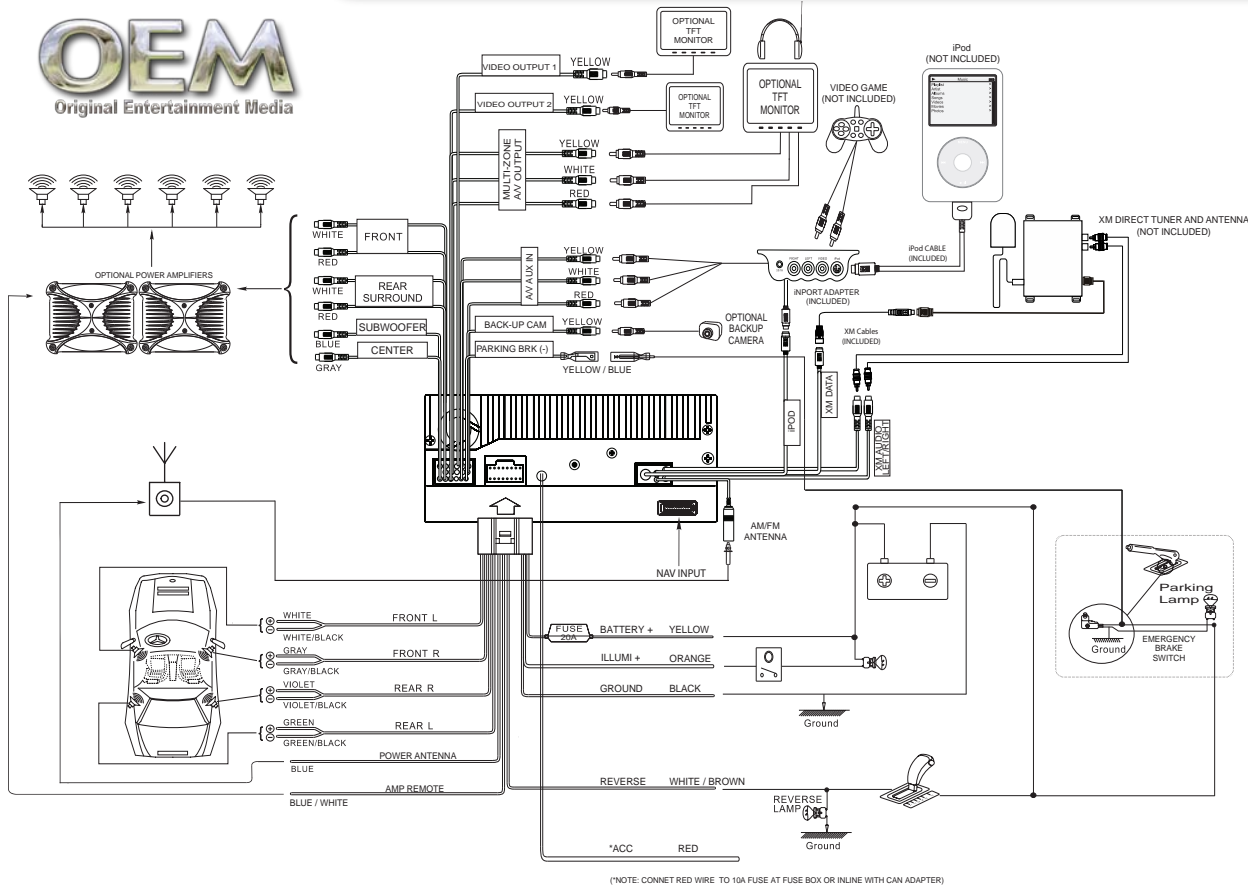 OEM
Original Entertainment Media
OPTIONAL
TFT
MONITOR
VIDEO OUTPUT 1
YELLOW
VIDEO OUTPUT 2
YELLOW
OPTIONAL
TFT
MONITOR
OPTIONAL
TFT
MONITOR
VIDEO GAME
(NOT INCLUDED)
iPod
(NOT INCLUDED)
Music
Playlist
Artist
Albums
Songs
Videos
Movies
Photos
MULTI-ZONE
A/V OUTPUT
YELLOW
WHITE
RED
OPTIONAL POWER AMPLIFIERS
WHITE
FRONT
RED
WHITE
REAR
SURROUND
RED
SUBWOOFER
BLUE
CENTER
GRAY
A/V AUX IN
YELLOW
WHITE
RED
BACK-UP CAM
YELLOW
PARKING BRK (-)
YELLOW / BLUE
OPTIONAL
BACKUP
CAMERA
iNPORT ADAPTER
(INCLUDED)
iPod CABLE
(INCLUDED)
XM DIRECT TUNER AND ANTENNA
(NOT INCLUDED)
XM Cables
(INCLUDED)
iPOD
XM DATA
XM AUDIO
LEFT/RIGHT
AM/FM
ANTENNA
NAV INPUT
WHITE
FRONT L
WHITE/BLACK
GRAY
FRONT R
GRAY/BLACK
VIOLET
REAR R
VIOLET/BLACK
GREEN
REAR L
GREEN/BLACK
POWER ANTENNA
BLUE
AMP REMOTE
BLUE / WHITE
FUSE
20A
BATTERY + YELLOW
ILLUMI + ORANGE
GROUND BLACK
Ground
Parking
Lamp
Ground
EMERGENCY
BRAKE
SWITCH
REVERSE WHITE / BROWN
REVERSE
LAMP
Ground
*ACC RED
(*NOTE: CONNET RED WIRE TO 10A FUSE AT FUSE BOX OR INLINE WITH CAN ADAPTER)